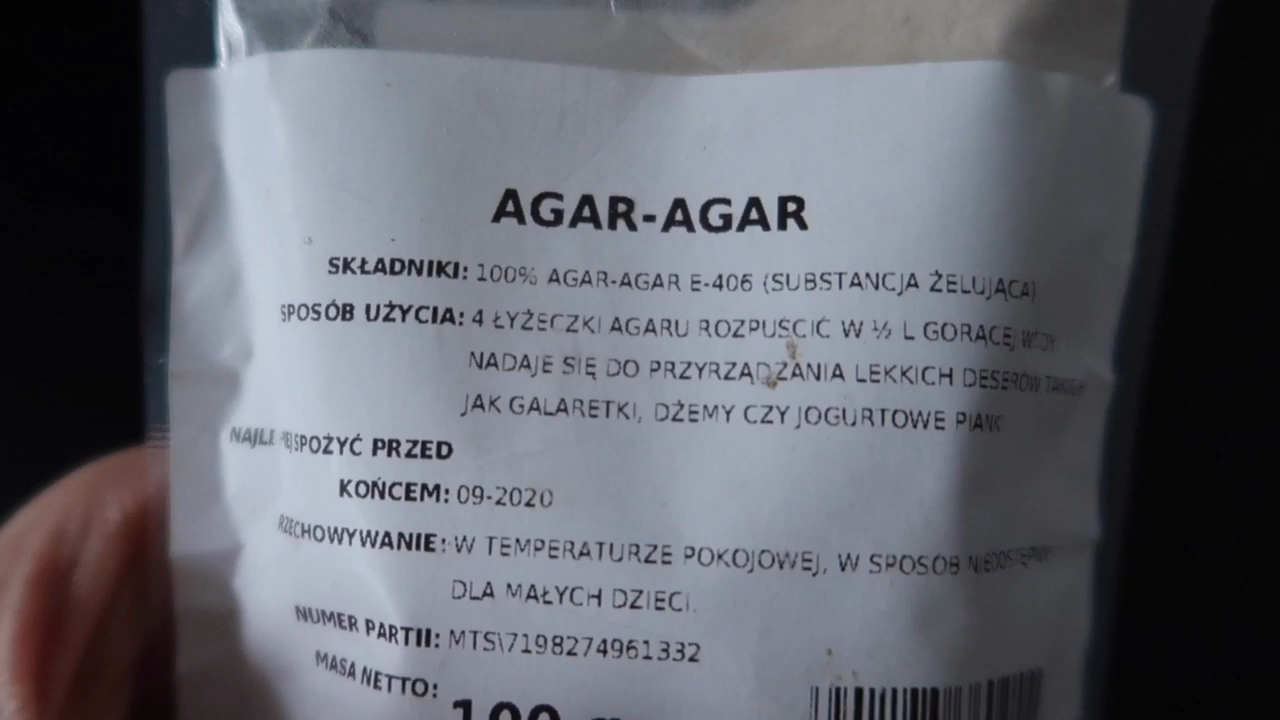 AGAR-AGAR
SKŁADNIKI: 100% AGAR-AGAR E-406 (SUBSTANCJA ŻELUJĄCA)
SPOSÓB UŻYCIA: 4 ŁYŻECZKI AGARU ROZPUŚCIĆ W ½ L GORĄCEJ WODY
NADAJE SIĘ DO PRZYRZĄDZANIA LEKKICH DESERÓW TAKICH
JAK GALARETKI, DŻEMY CZY JOGURTOWE PIANKI
NAJLEPIEJ SPOŻYĆ PRZED
KOŃCEM: 09-2020
RZECHOWYWANIE: W TEMPERATURZE POKOJOWEJ, W SPOSÓB NIEDOSTĘPNY
DLA MAŁYCH DZIECI.
NUMER PARTII: MTS\7198274961332
MASA NETTO: 100 g